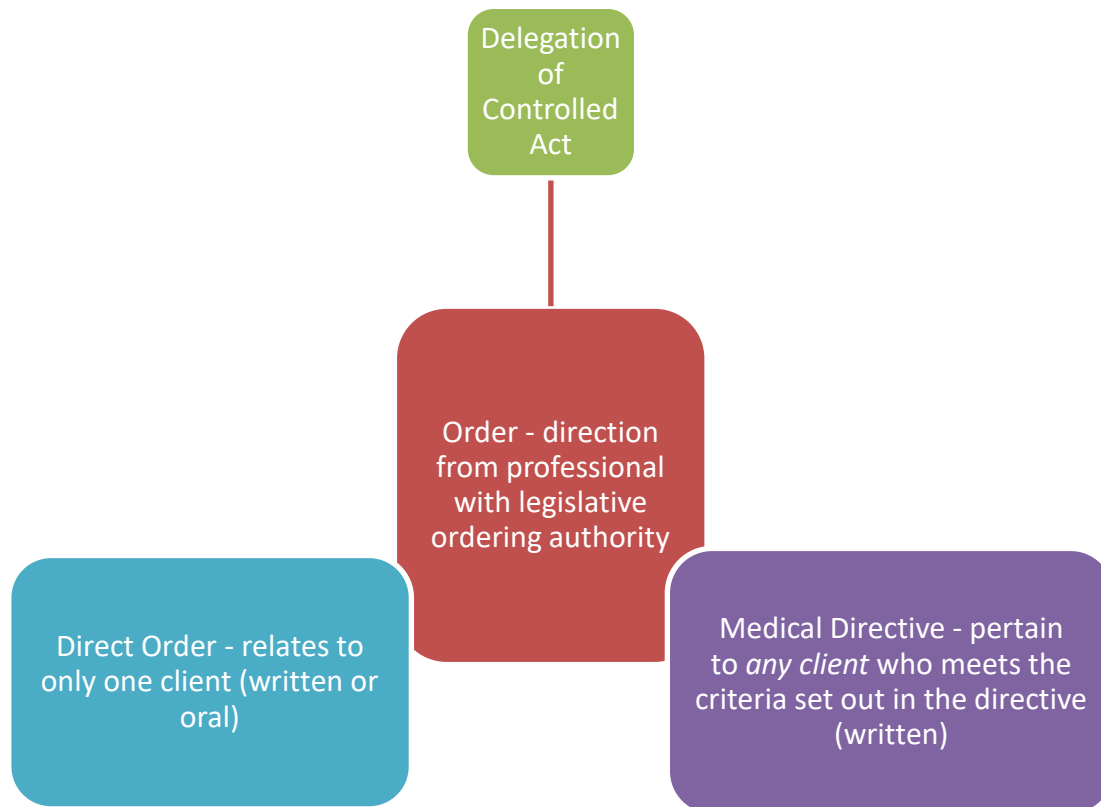 Delegation
of
Controlled
Act
Order - direction
from professional
with legislative
ordering authority
Direct Order - relates to
only one client (written or
oral)
Medical Directive - pertain
to any client who meets the
criteria set out in the directive
(written)